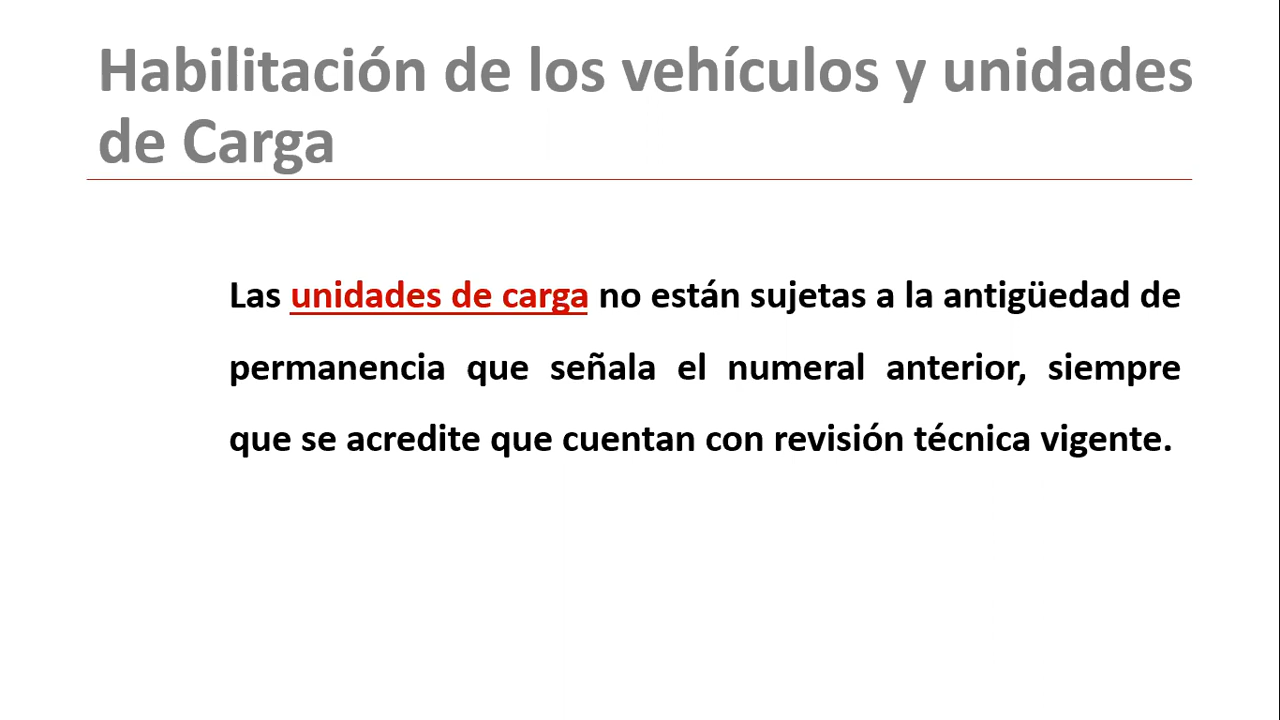 Habilitación de los vehículos y unidades
de Carga
Las unidades de carga no están sujetas a la antigüedad de
permanencia que señala el numeral anterior, siempre
que se acredite que cuentan con revisión técnica vigente.